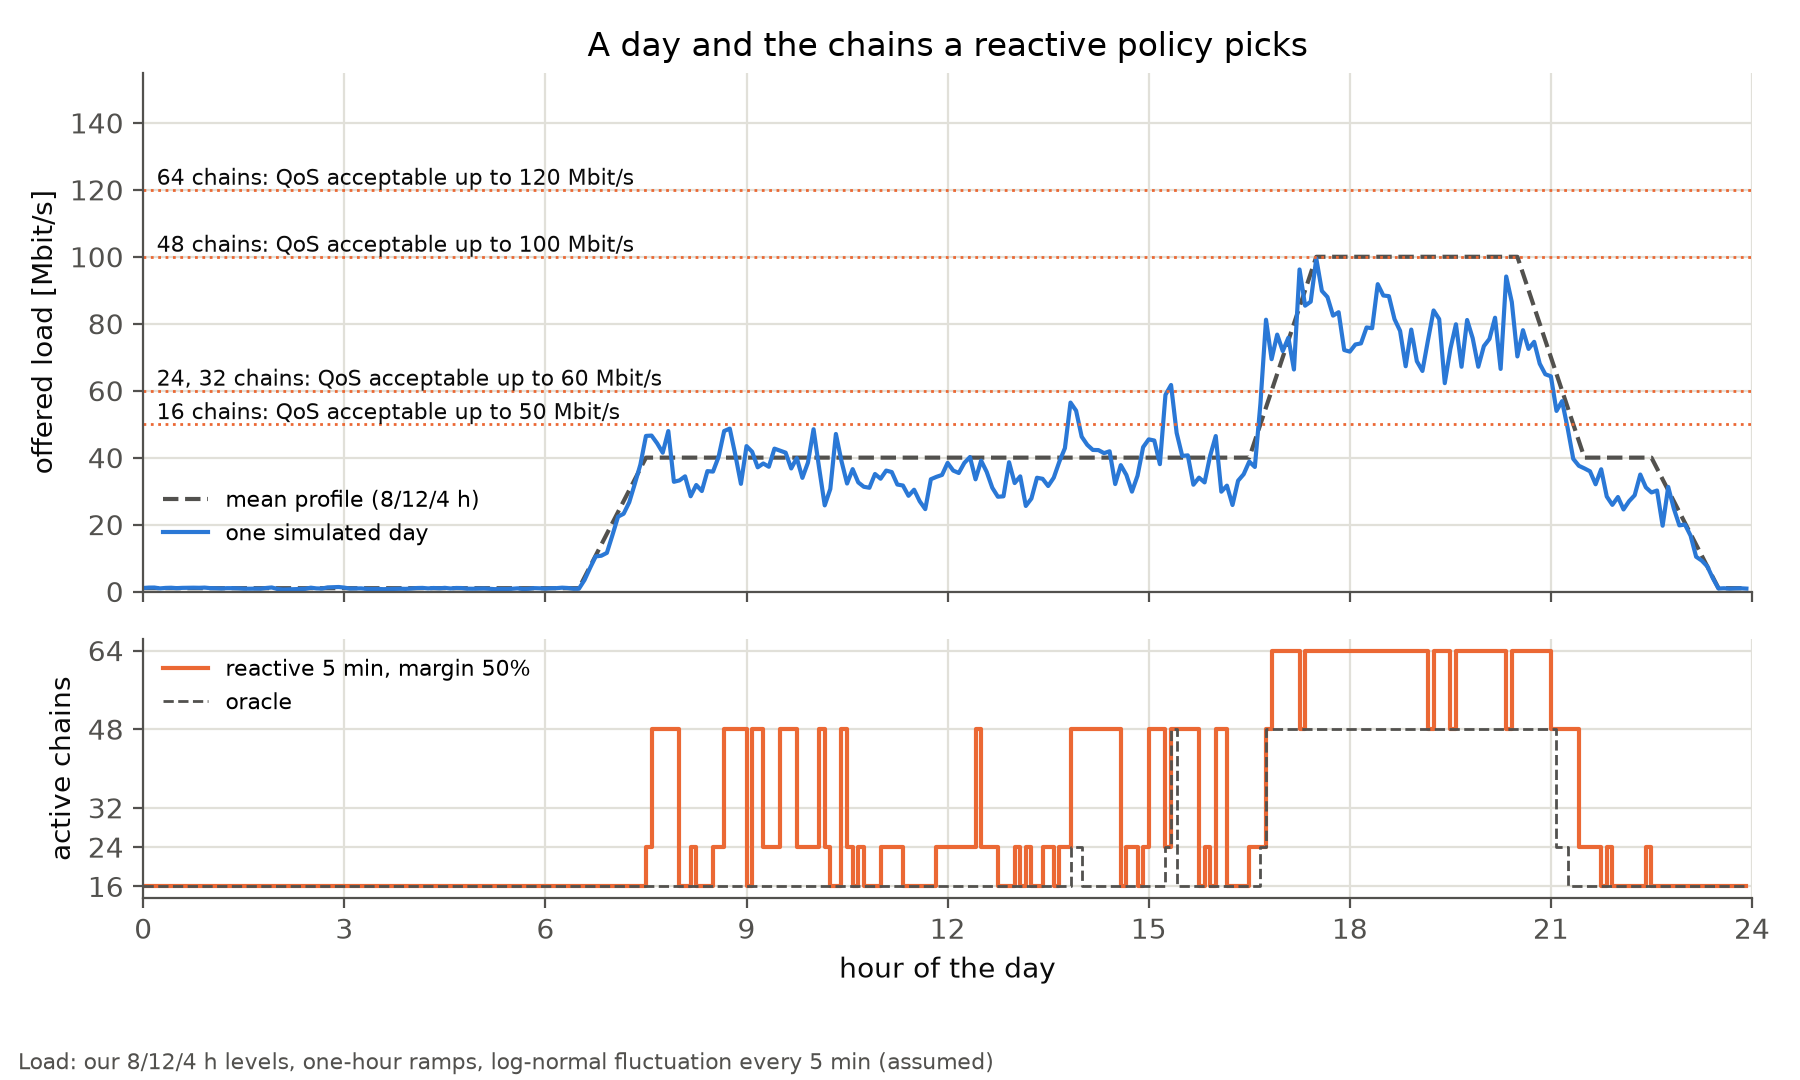 A day and the chains a reactive policy picks
offered load [Mbit/s]
140
120
100
80
60
40
20
0
64 chains: QoS acceptable up to 120 Mbit/s
48 chains: QoS acceptable up to 100 Mbit/s
24, 32 chains: QoS acceptable up to 60 Mbit/s
16 chains: QoS acceptable up to 50 Mbit/s
mean profile (8/12/4 h)
one simulated day
active chains
64
48
32
24
16
reactive 5 min, margin 50%
oracle
0 3 6 9 12 15 18 21 24
hour of the day
Load: our 8/12/4 h levels, one-hour ramps, log-normal fluctuation every 5 min (assumed)